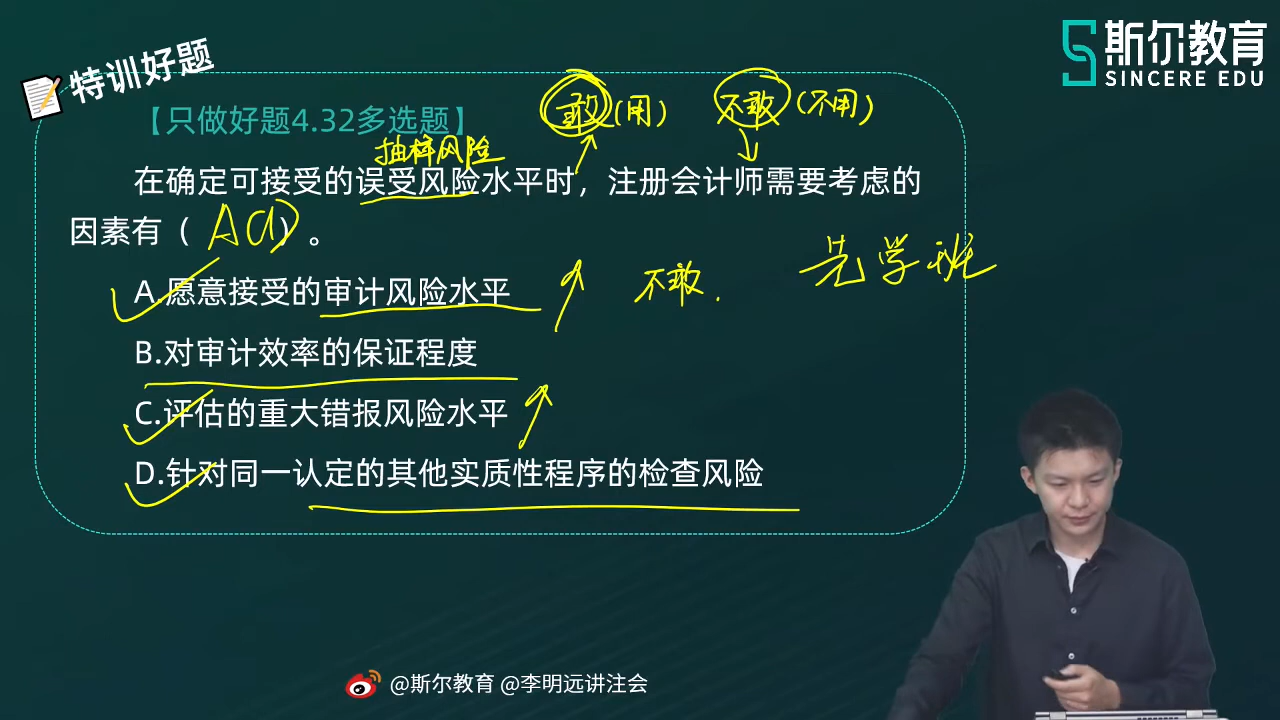 特训好题
斯尔教育
SINCERE EDU
【只做好题4.32多选题】
敢(用) 不敢(不用)
抽样风险
在确定可接受的误受风险水平时，注册会计师需要考虑的
因素有（ ACD ）。
A.愿意接受的审计风险水平 不敢. 先学班
B.对审计效率的保证程度
C.评估的重大错报风险水平
D.针对同一认定的其他实质性程序的检查风险
@斯尔教育 @李明远讲注会